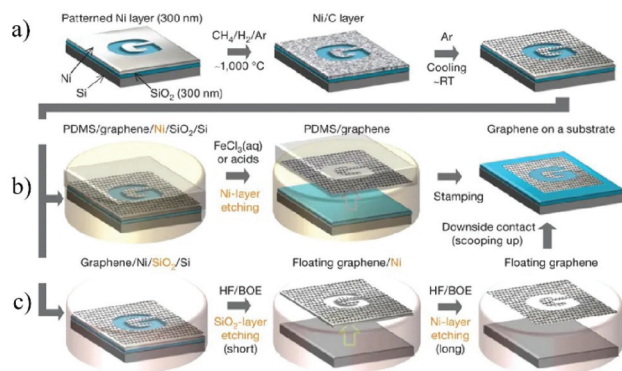 a)
Patterned Ni layer (300 nm)
Ni
Si
SiO₂ (300 nm)
CH₄/H₂/Ar
~1,000 °C
Ni/C layer
Ar
Cooling
~RT
b)
PDMS/graphene/Ni/SiO₂/Si
FeCl₃(aq)
or acids
Ni-layer
etching
PDMS/graphene
Stamping
Graphene on a substrate
Downside contact
(scooping up)
c)
Graphene/Ni/SiO₂/Si
HF/BOE
SiO₂-layer
etching
(short)
Floating graphene/Ni
HF/BOE
Ni-layer
etching
(long)
Floating graphene